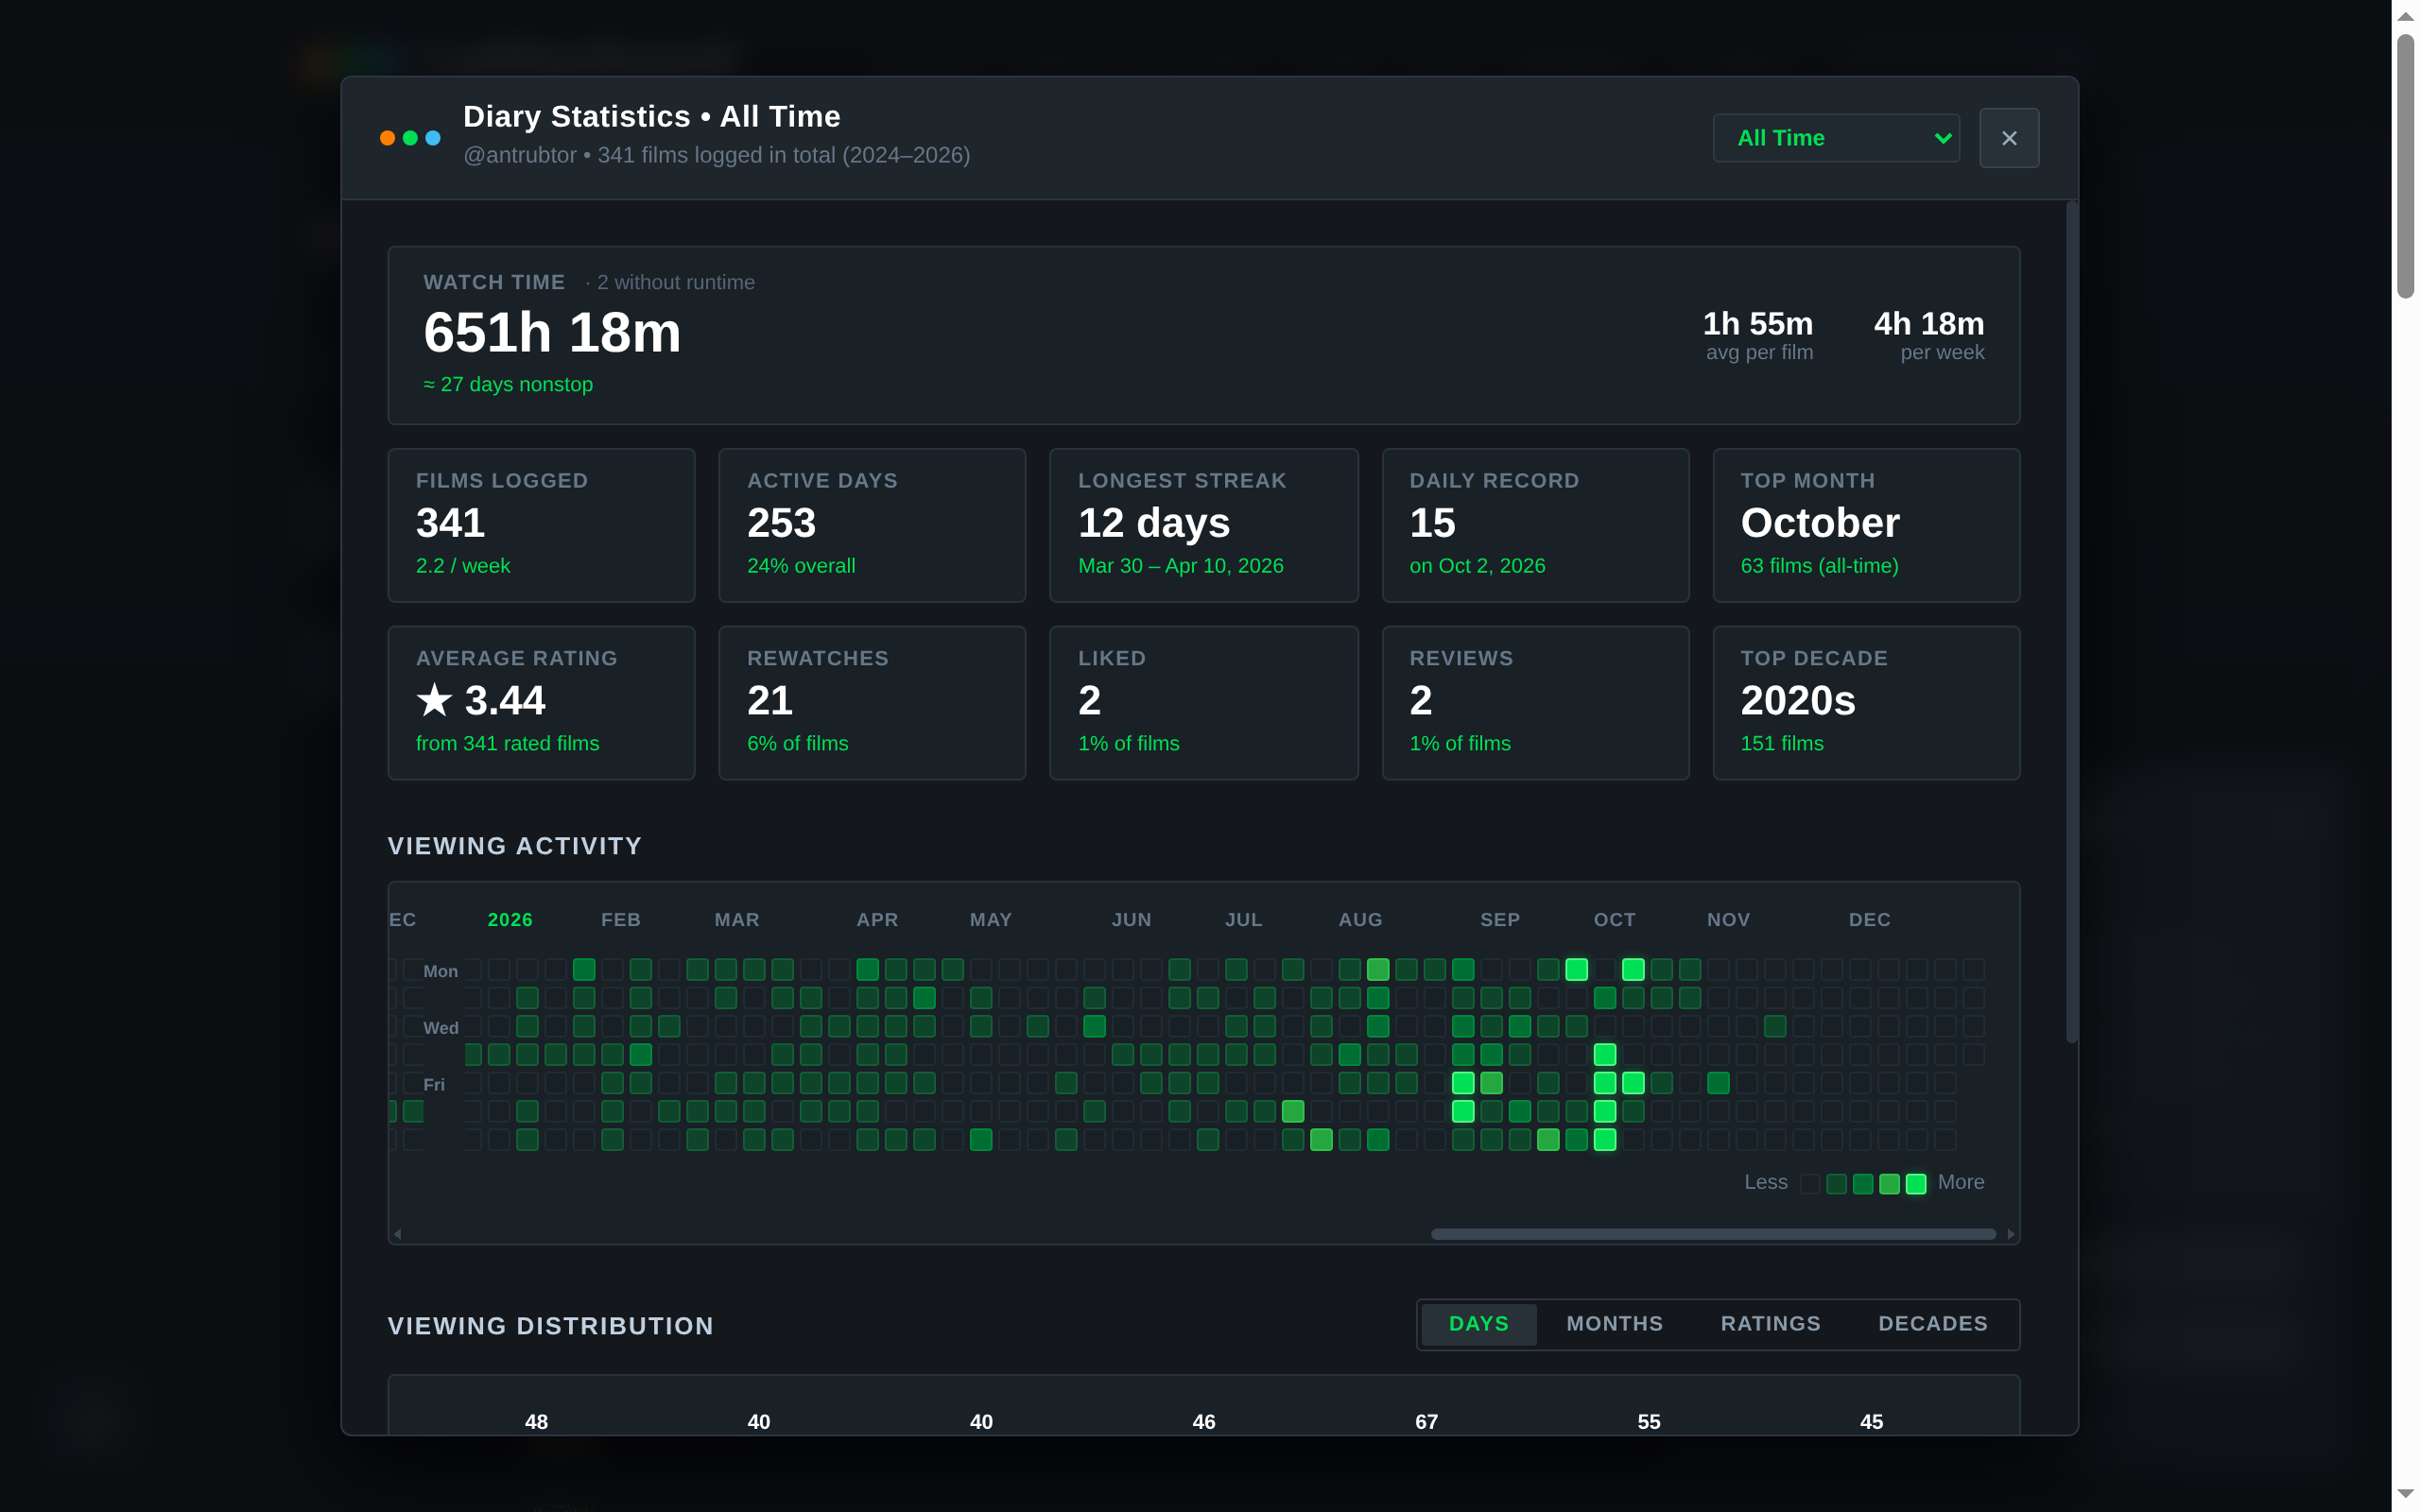 Diary Statistics • All Time
@antrubtor • 341 films logged in total (2024–2026)
All Time
×
WATCH TIME · 2 without runtime
651h 18m
≈ 27 days nonstop
1h 55m
avg per film
4h 18m
per week
FILMS LOGGED
341
2.2 / week
ACTIVE DAYS
253
24% overall
LONGEST STREAK
12 days
Mar 30 – Apr 10, 2026
DAILY RECORD
15
on Oct 2, 2026
TOP MONTH
October
63 films (all-time)
AVERAGE RATING
★ 3.44
from 341 rated films
REWATCHES
21
6% of films
LIKED
2
1% of films
REVIEWS
2
1% of films
TOP DECADE
2020s
151 films
VIEWING ACTIVITY
EC 2026 FEB MAR APR MAY JUN JUL AUG SEP OCT NOV DEC
Mon
Wed
Fri
Less More
VIEWING DISTRIBUTION
DAYS MONTHS RATINGS DECADES
48 40 40 46 67 55 45